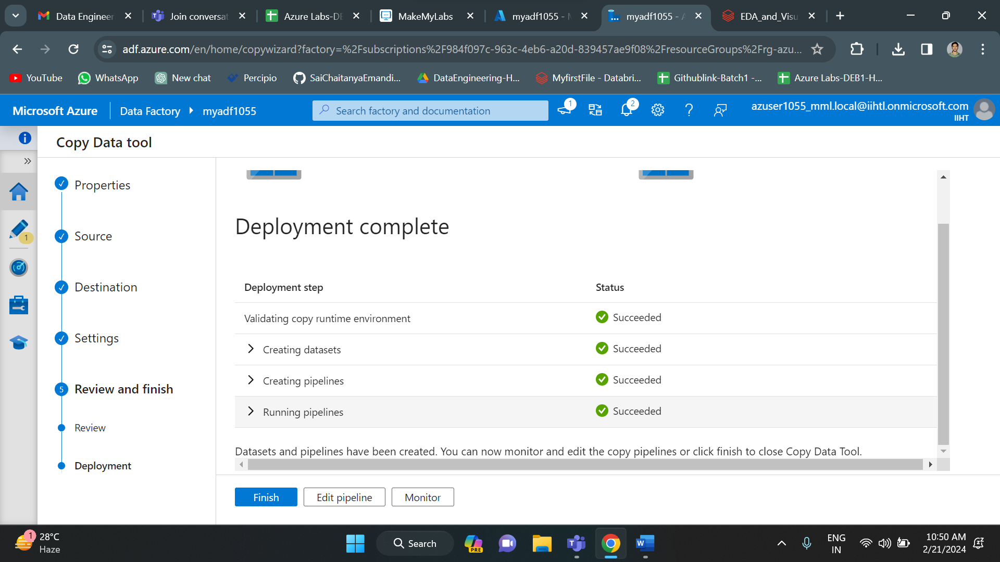 Data Engineer
Join conversat
Azure Labs-DE
MakeMyLabs
myadf1055 -
myadf1055 -
EDA_and_Visu
adf.azure.com/en/home/copywizard?factory=%2Fsubscriptions%2F984f097c-963c-4eb6-a20d-839457ae9f08%2FresourceGroups%2Frg-azu...
YouTube
WhatsApp
New chat
Percipio
SaiChaitanyaEmandi...
DataEngineering-H...
MyfirstFile - Databri...
Githublink-Batch1 -...
Azure Labs-DEB1-H...
Microsoft Azure
Data Factory
myadf1055
Search factory and documentation
1
2
azuser1055_mml.local@iihtl.onmicrosoft.com
IIHT
Copy Data tool
1
Properties
Source
Destination
Settings
5 Review and finish
Review
Deployment
Deployment complete
Deployment step Status
Validating copy runtime environment Succeeded
Creating datasets Succeeded
Creating pipelines Succeeded
Running pipelines Succeeded
Datasets and pipelines have been created. You can now monitor and edit the copy pipelines or click finish to close Copy Data Tool.
Finish
Edit pipeline
Monitor
1
28°C
Haze
Search
PRE
ENG
IN
10:50 AM
2/21/2024